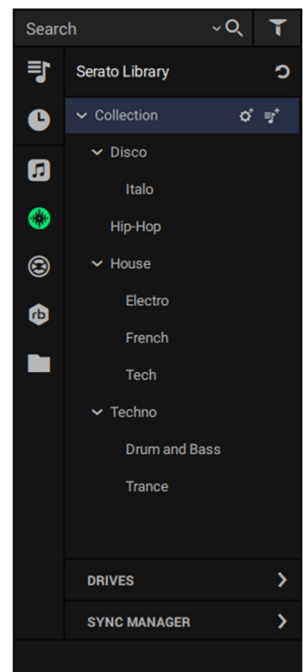 Search
Serato Library
Collection
Disco
Italo
Hip-Hop
House
Electro
French
Tech
Techno
Drum and Bass
Trance
DRIVES
SYNC MANAGER
rb